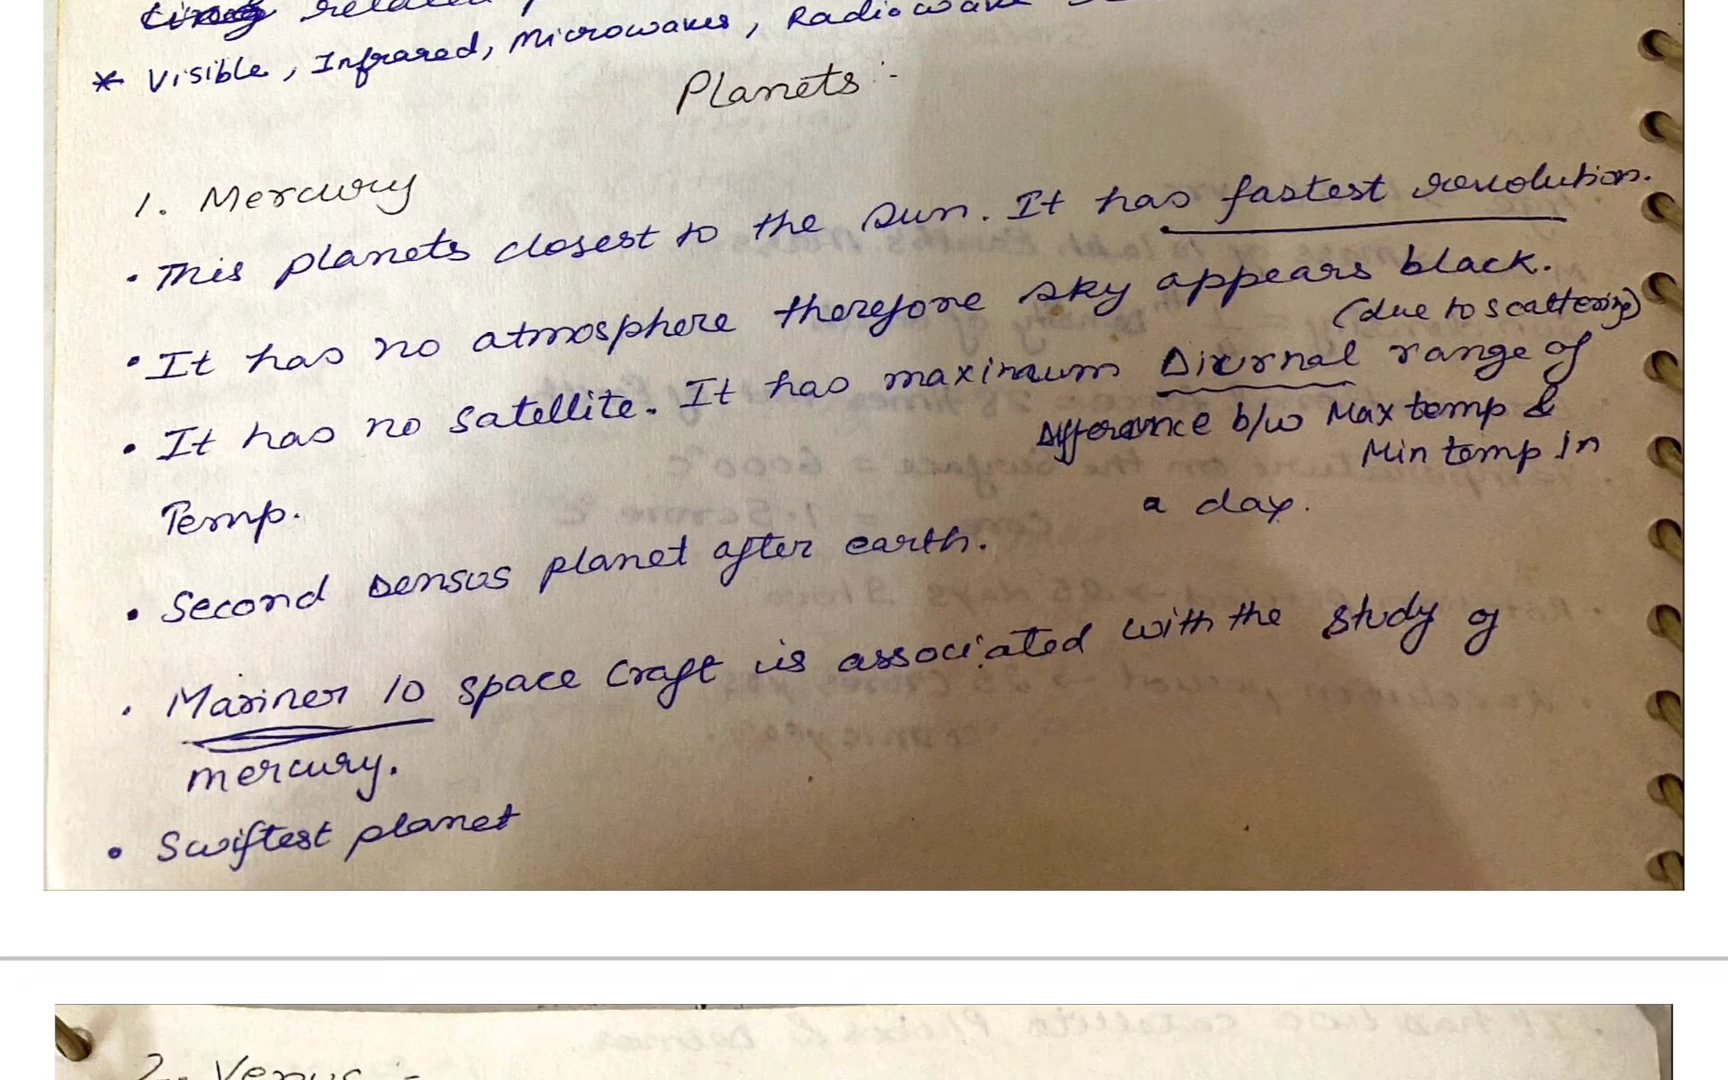 related
* Visible, Infrared, Microwaves, Radiowave
Planets :-
1. Mercury
• This planets closest to the sun. It has fastest revolution.
• It has no atmosphere therefore sky appears black.
(due to scattering)
• It has no satellite. It has maximum Diurnal range of
Differance b/w Max temp &
Min temp in
Temp.
a day.
• Second Densus planet after earth.
• Mariner 10 space craft is associated with the study of
mercury.
• Swiftest planet
2. Venus :-